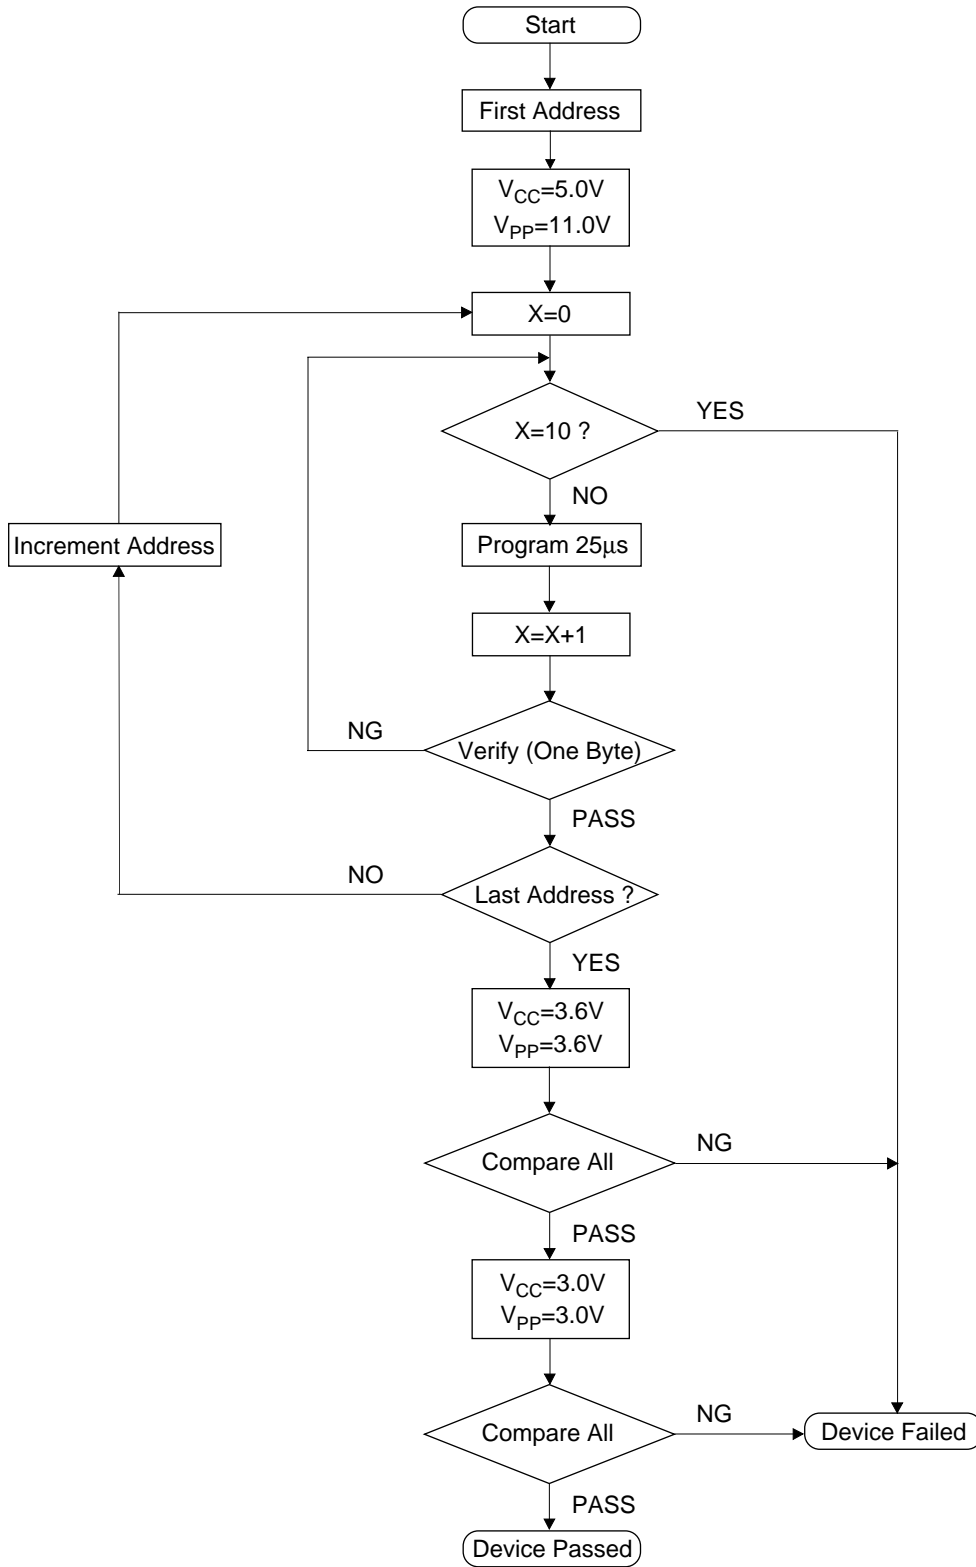 Start
First Address
VCC=5.0V
VPP=11.0V
X=0
X=10 ?
YES
NO
Increment Address
Program 25μs
X=X+1
NG
Verify (One Byte)
PASS
NO
Last Address ?
YES
VCC=3.6V
VPP=3.6V
Compare All
NG
PASS
VCC=3.0V
VPP=3.0V
Compare All
NG
Device Failed
PASS
Device Passed